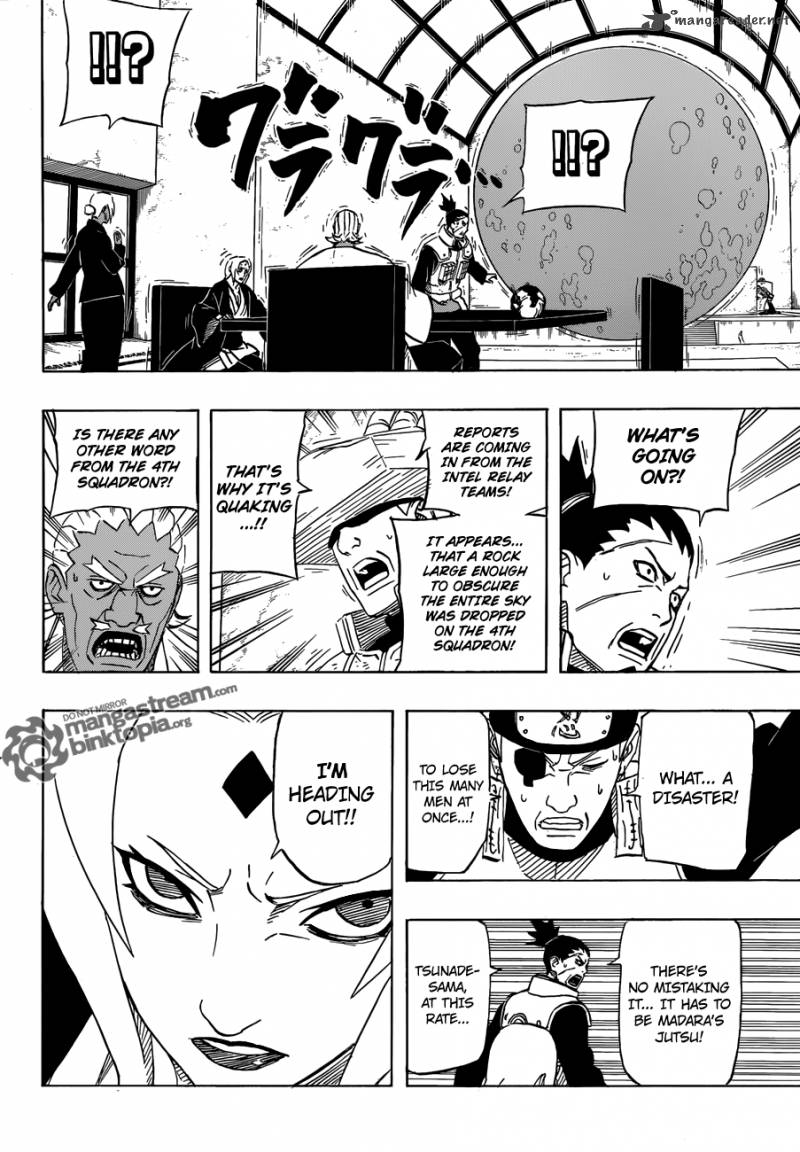 mangareader.net
!!?
グラグラ
!!?
WHAT'S
GOING
ON?!
REPORTS
ARE COMING
IN FROM THE
INTEL RELAY
TEAMS!
IT APPEARS...
THAT A ROCK
LARGE ENOUGH
TO OBSCURE
THE ENTIRE SKY
WAS DROPPED
ON THE 4TH
SQUADRON!
THAT'S
WHY IT'S
QUAKING
...!!
IS THERE ANY
OTHER WORD
FROM THE 4TH
SQUADRON?!
WHAT... A
DISASTER!
TO LOSE
THIS MANY
MEN AT
ONCE...!
THERE'S
NO MISTAKING
IT... IT HAS TO
BE MADARA'S
JUTSU!
TSUNADE-
SAMA,
AT THIS
RATE...
I'M
HEADING
OUT!!
DO NOT MIRROR
mangastream.com
binktopia.org